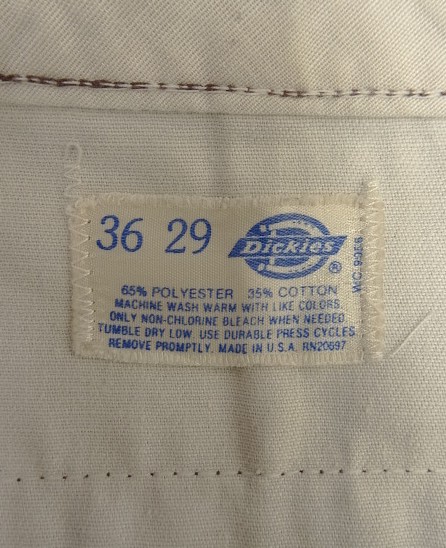 36 29 Dickies ®
65% POLYESTER 35% COTTON
MACHINE WASH WARM WITH LIKE COLORS.
ONLY NON-CHLORINE BLEACH WHEN NEEDED.
TUMBLE DRY LOW. USE DURABLE PRESS CYCLES.
REMOVE PROMPTLY. MADE IN U.S.A. RN20697